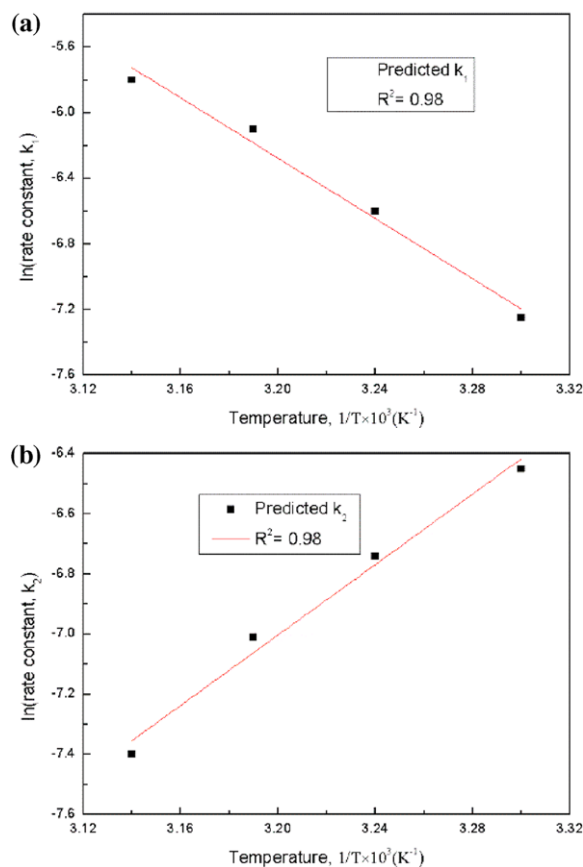 (a)
-5.6
-6.0
-6.4
-6.8
-7.2
-7.6
ln(rate constant, k1)
Predicted k1
R2= 0.98
3.12 3.16 3.20 3.24 3.28 3.32
Temperature, 1/T×10³(K⁻¹)
(b)
-6.4
-6.6
-6.8
-7.0
-7.2
-7.4
-7.6
ln(rate constant, k2)
Predicted k2
R2= 0.98
3.12 3.16 3.20 3.24 3.28 3.32
Temperature, 1/T×10³(K⁻¹)